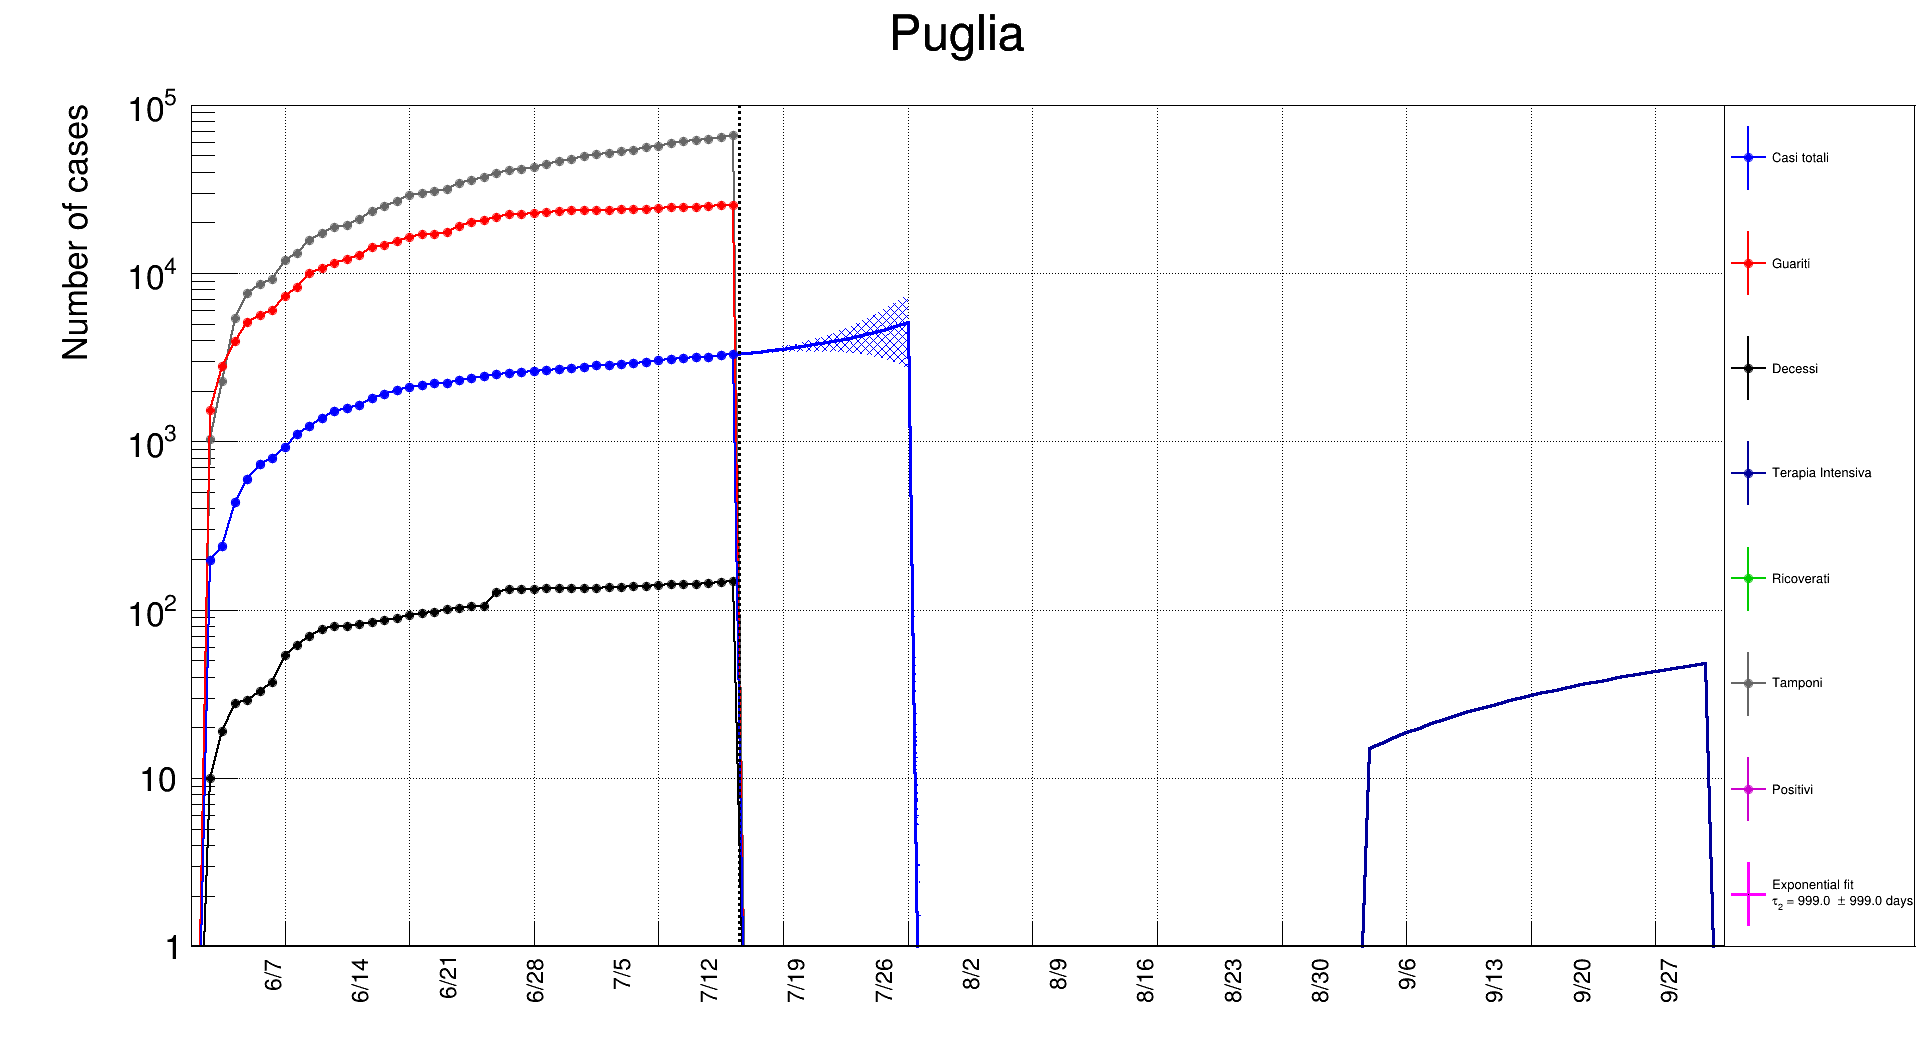 Puglia
Number of cases
10^5
10^4
10^3
10^2
10
1
6/7
6/14
6/21
6/28
7/5
7/12
7/19
7/26
8/2
8/9
8/16
8/23
8/30
9/6
9/13
9/20
9/27
Casi totali
Guariti
Decessi
Terapia Intensiva
Ricoverati
Tamponi
Positivi
Exponential fit
τ_2 = 999.0 ± 999.0 days